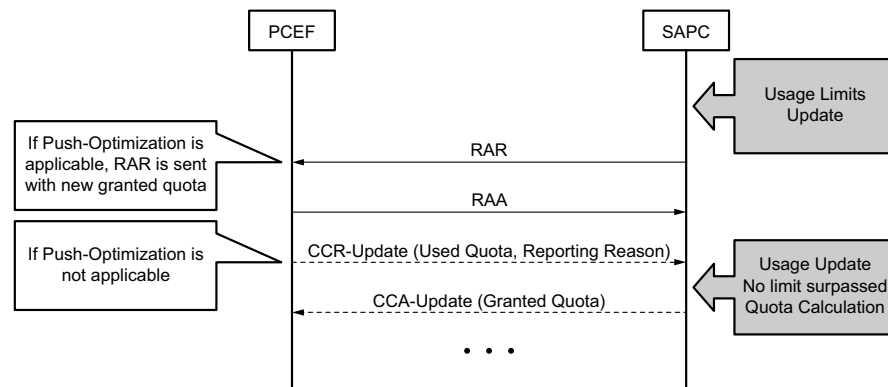 PCEF
SAPC
Usage Limits
Update
If Push-Optimization is
applicable, RAR is sent
with new granted quota
RAR
RAA
If Push-Optimization is
not applicable
CCR-Update (Used Quota, Reporting Reason)
Usage Update
No limit surpassed
Quota Calculation
CCA-Update (Granted Quota)